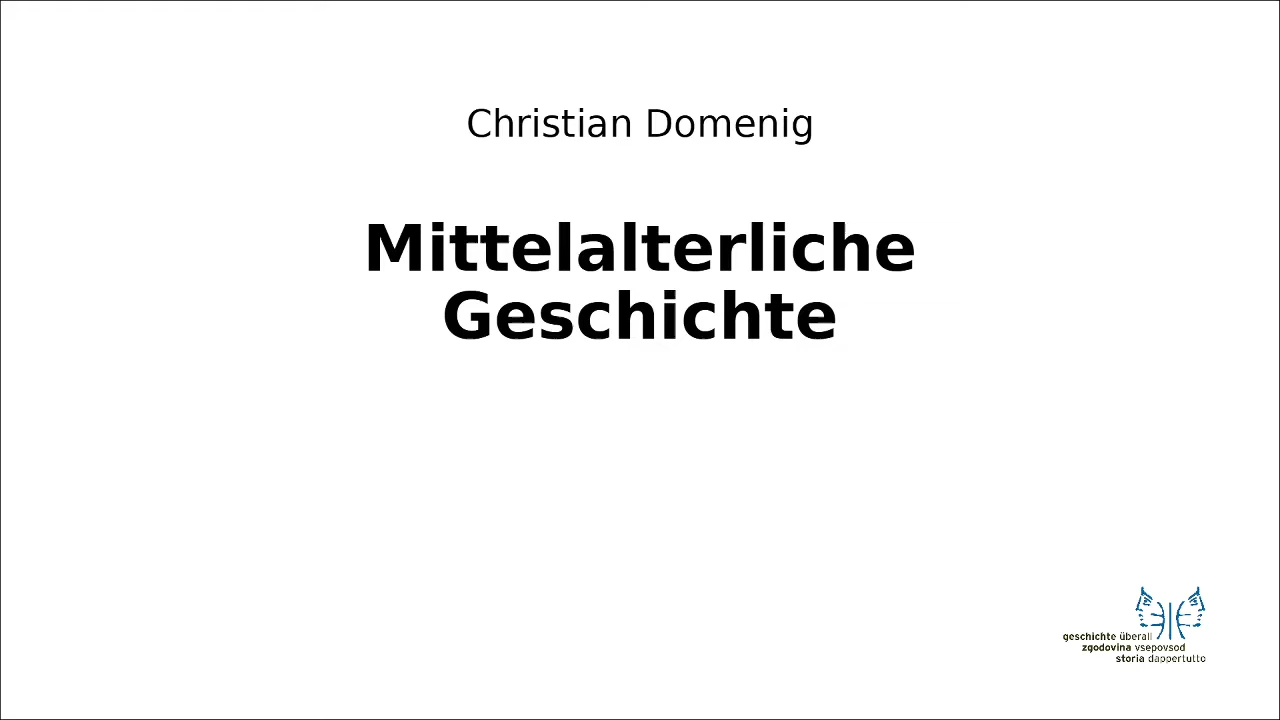 Christian Domenig
Mittelalterliche
Geschichte
geschichte überall
zgodovina vsepovsod
storia dappertutto